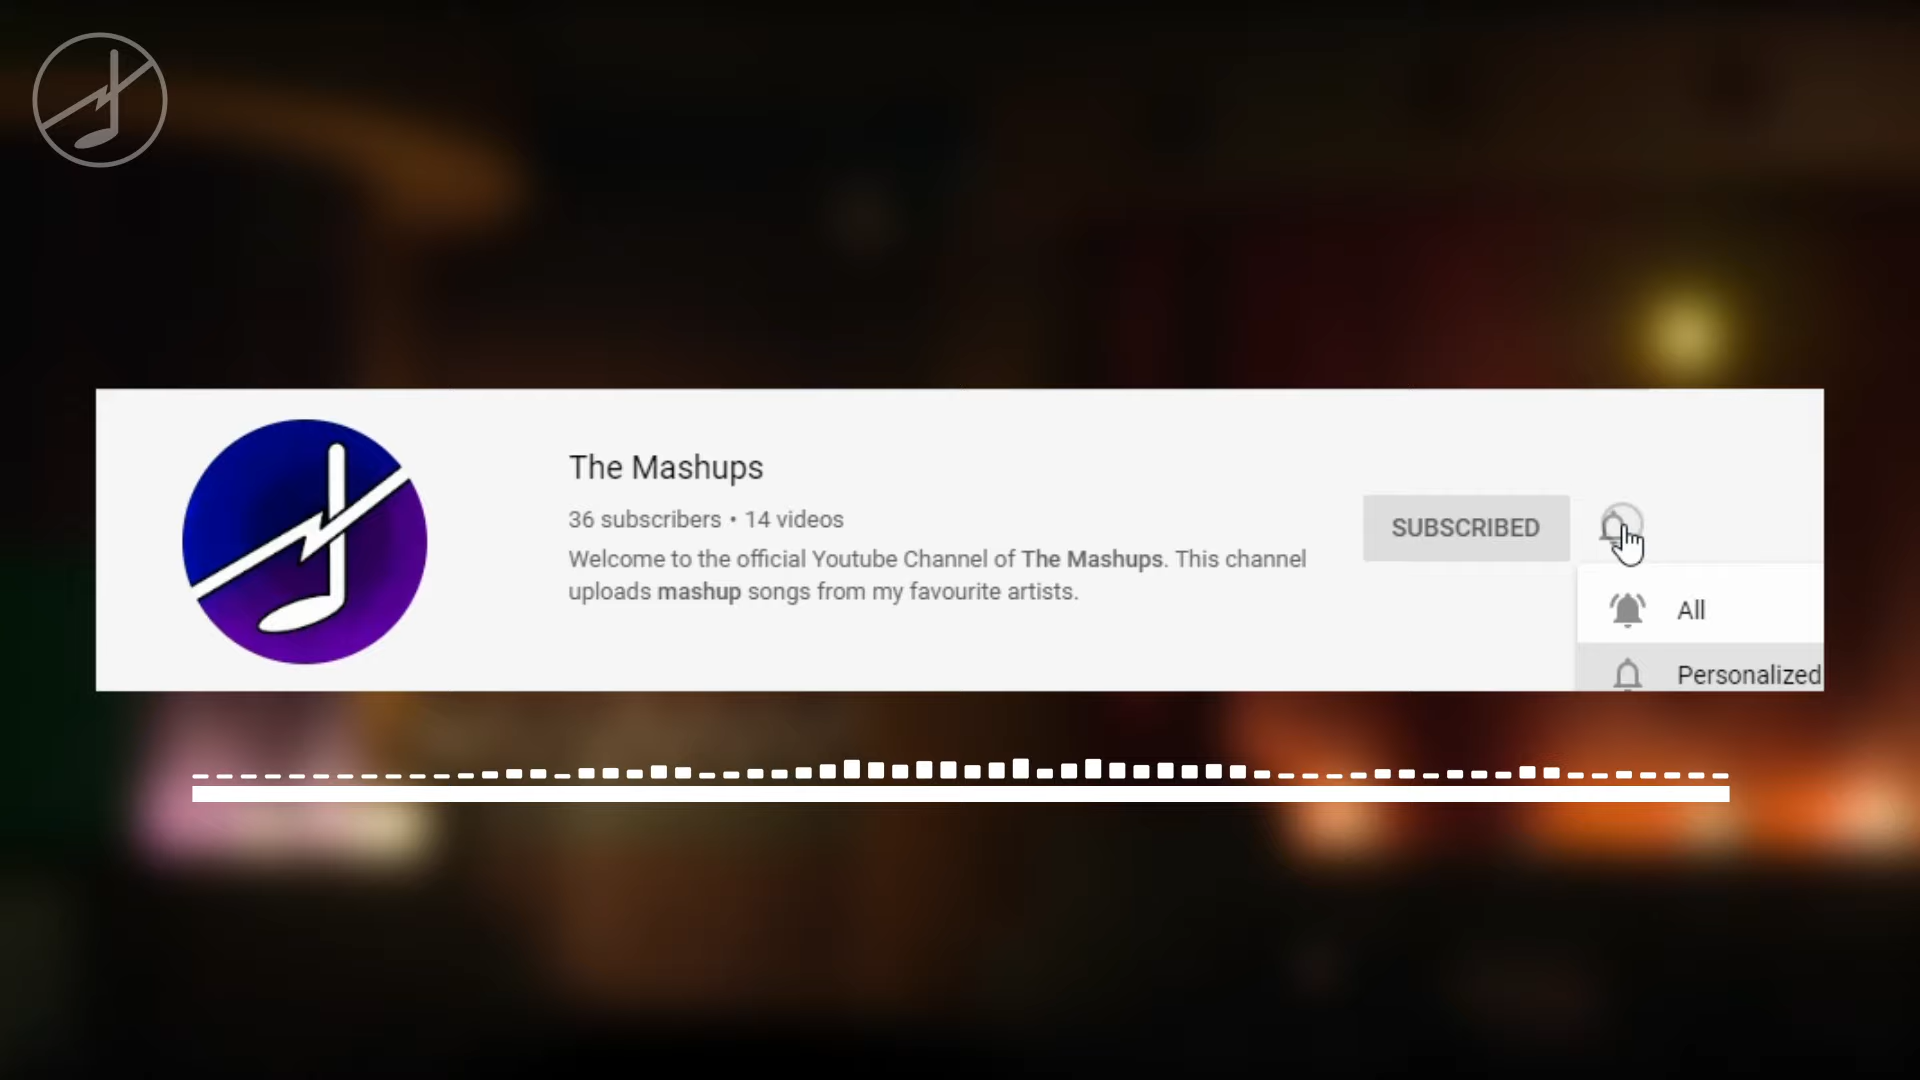 The Mashups
36 subscribers • 14 videos
SUBSCRIBED
Welcome to the official Youtube Channel of The Mashups. This channel
uploads mashup songs from my favourite artists.
All
Personalized